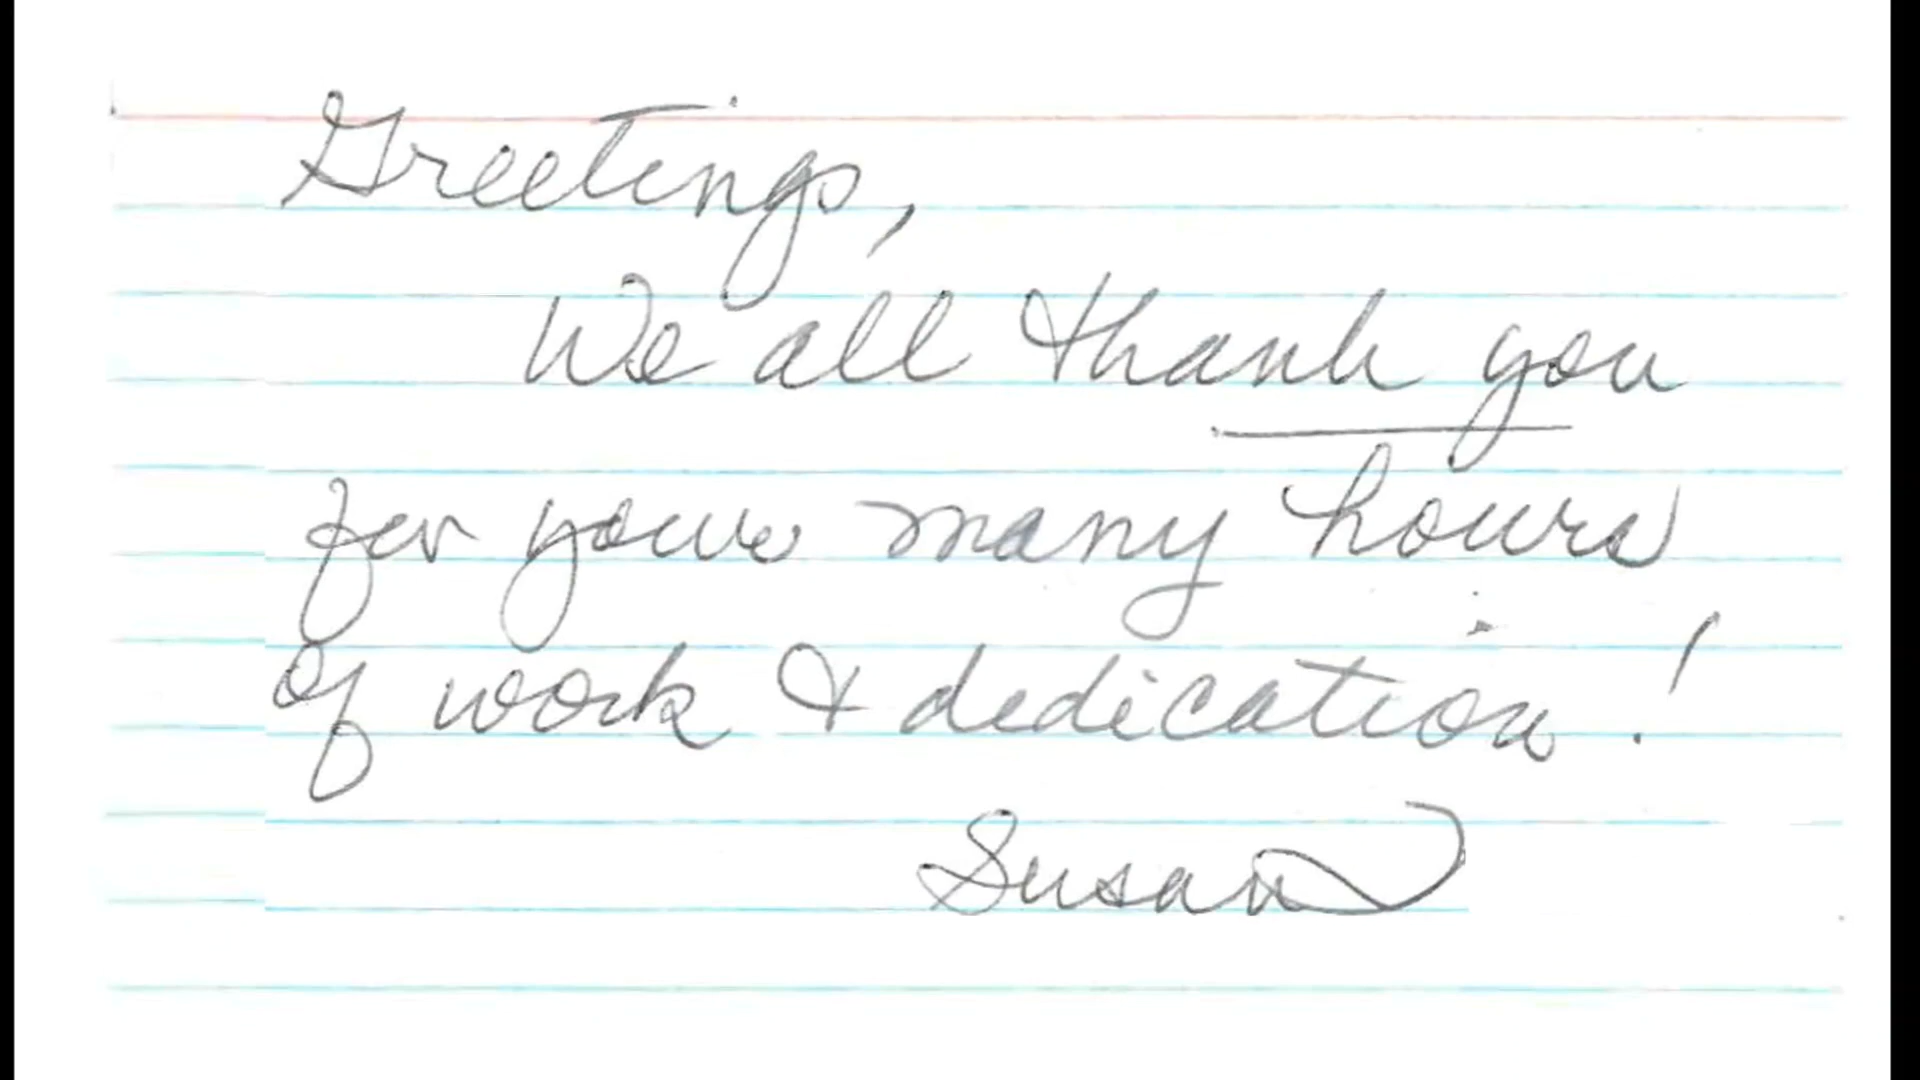 Greetings,
We all thank you
for your many hours
of work & dedication!
Susan